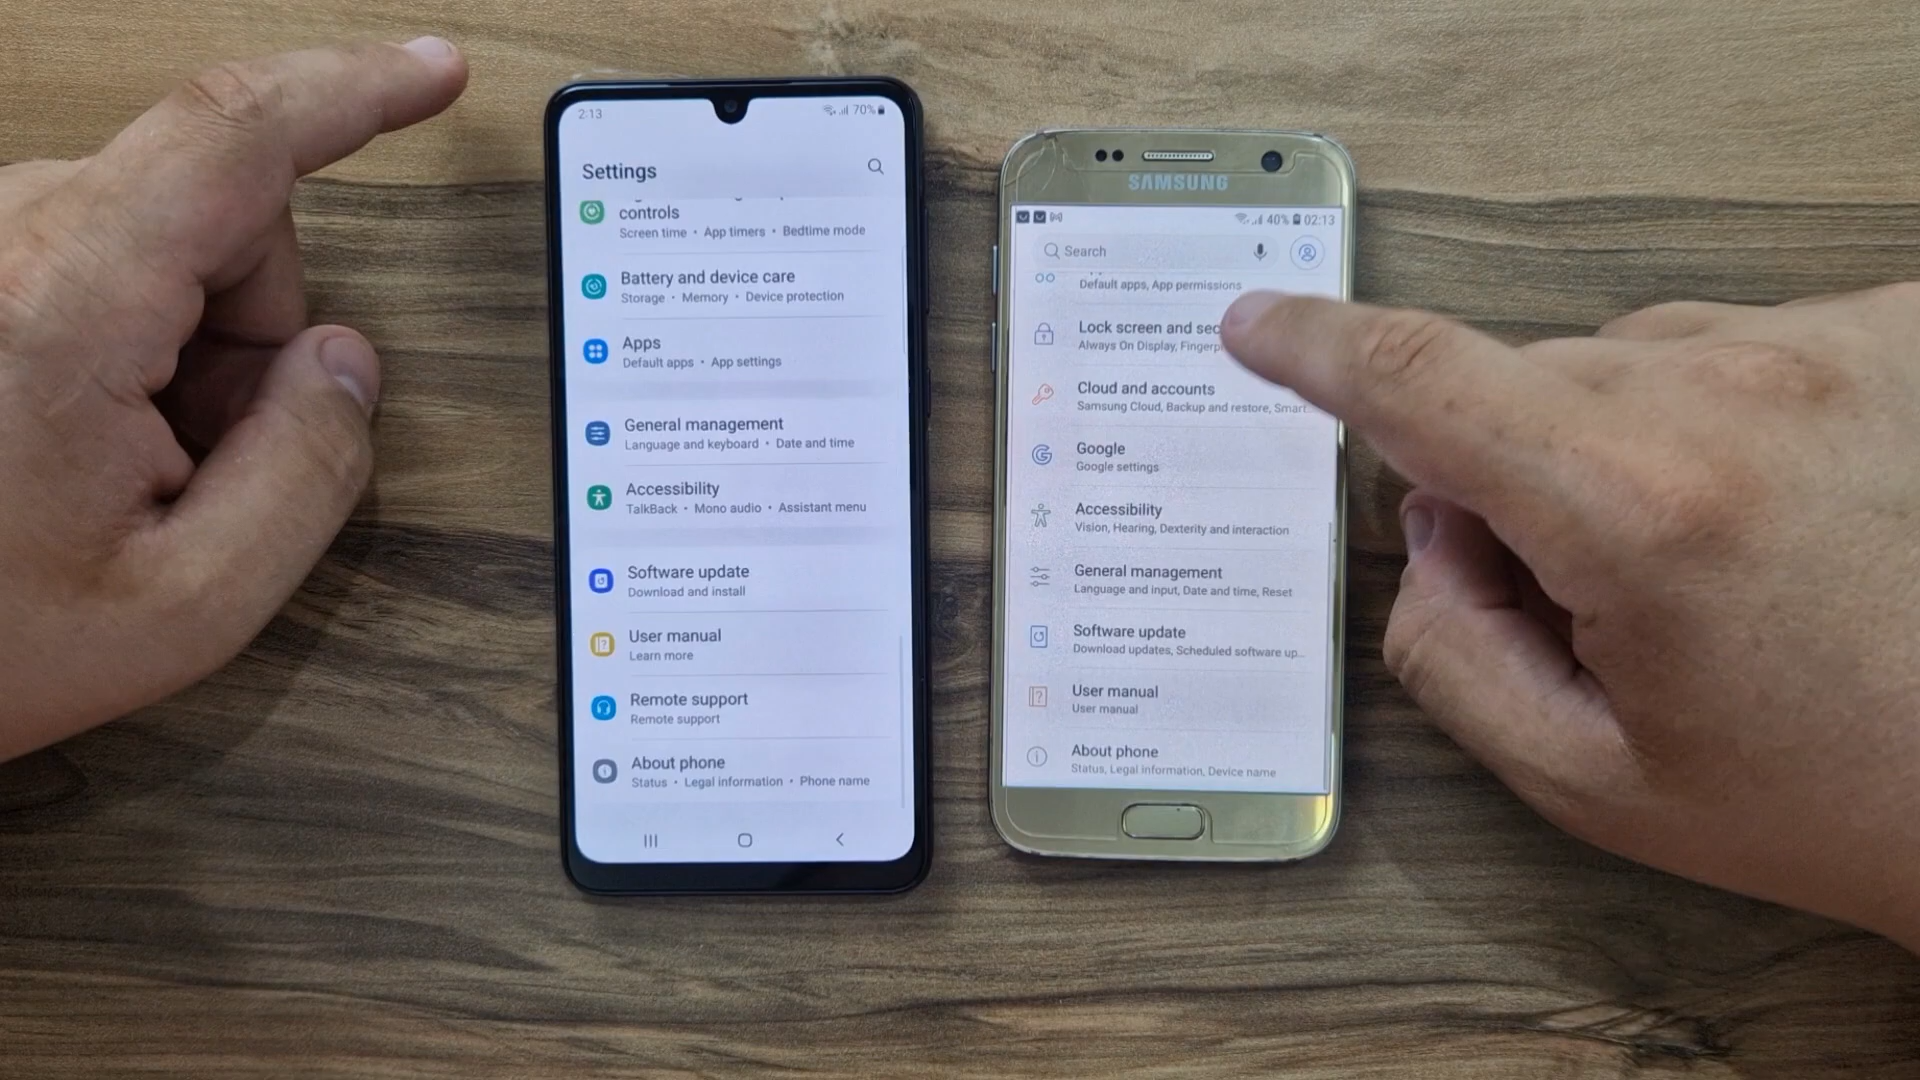 2:13
70%
Settings
controls
Screen time • App timers • Bedtime mode
Battery and device care
Storage • Memory • Device protection
Apps
Default apps • App settings
General management
Language and keyboard • Date and time
Accessibility
TalkBack • Mono audio • Assistant menu
Software update
Download and install
User manual
Learn more
Remote support
Remote support
About phone
Status • Legal information • Phone name
SAMSUNG
40% 02:13
Search
Default apps, App permissions
Lock screen and sec
Always On Display, Fingerp
Cloud and accounts
Samsung Cloud, Backup and restore, Smart...
Google
Google settings
Accessibility
Vision, Hearing, Dexterity and interaction
General management
Language and input, Date and time, Reset
Software update
Download updates, Scheduled software up...
User manual
User manual
About phone
Status, Legal information, Device name